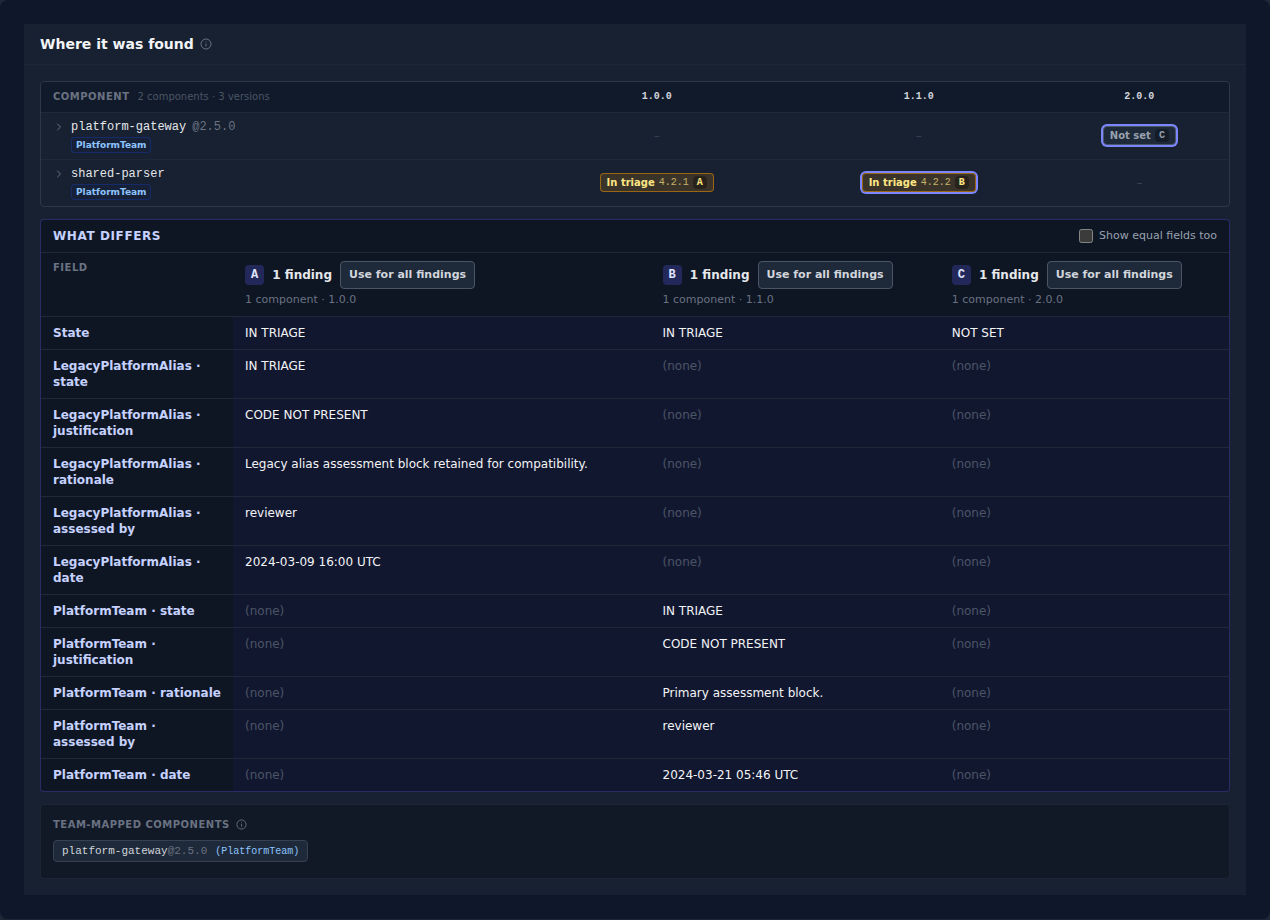 Where it was found
COMPONENT 2 components · 3 versions 1.0.0 1.1.0 2.0.0
platform-gateway @2.5.0 – – Not set C
PlatformTeam
shared-parser In triage 4.2.1 A In triage 4.2.2 B –
PlatformTeam
WHAT DIFFERS Show equal fields too
FIELD A 1 finding Use for all findings B 1 finding Use for all findings C 1 finding Use for all findings
1 component · 1.0.0 1 component · 1.1.0 1 component · 2.0.0
State IN TRIAGE IN TRIAGE NOT SET
LegacyPlatformAlias · IN TRIAGE (none) (none)
state
LegacyPlatformAlias · CODE NOT PRESENT (none) (none)
justification
LegacyPlatformAlias · Legacy alias assessment block retained for compatibility. (none) (none)
rationale
LegacyPlatformAlias · reviewer (none) (none)
assessed by
LegacyPlatformAlias · 2024-03-09 16:00 UTC (none) (none)
date
PlatformTeam · state (none) IN TRIAGE (none)
PlatformTeam · (none) CODE NOT PRESENT (none)
justification
PlatformTeam · rationale (none) Primary assessment block. (none)
PlatformTeam · (none) reviewer (none)
assessed by
PlatformTeam · date (none) 2024-03-21 05:46 UTC (none)
TEAM-MAPPED COMPONENTS
platform-gateway@2.5.0 (PlatformTeam)